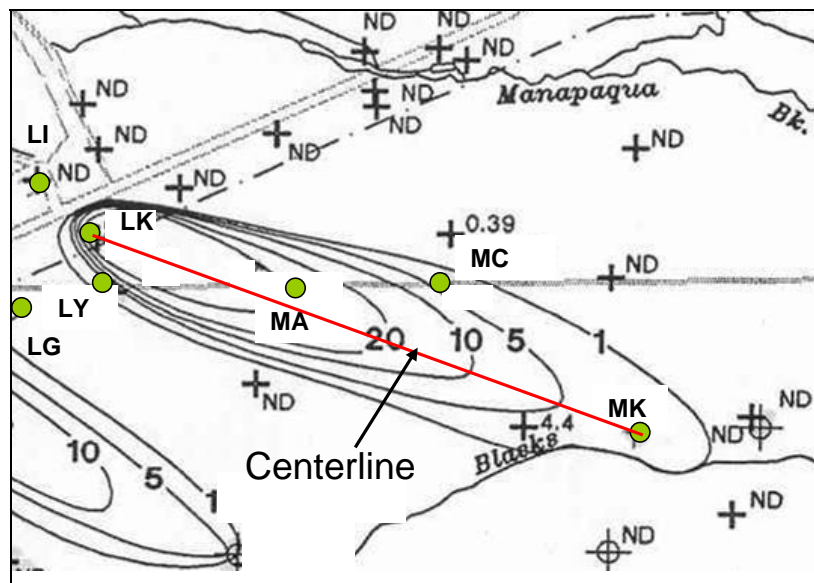 ND
ND
ND
ND
ND
Manapaqua
Bk.
ND
ND
ND
LI
ND
ND
ND
LK
0.39
MC
ND
LY
MA
LG
20
10
5
1
ND
MK
4.4
ND
ND
Blacks
Centerline
10
5
1
ND
ND